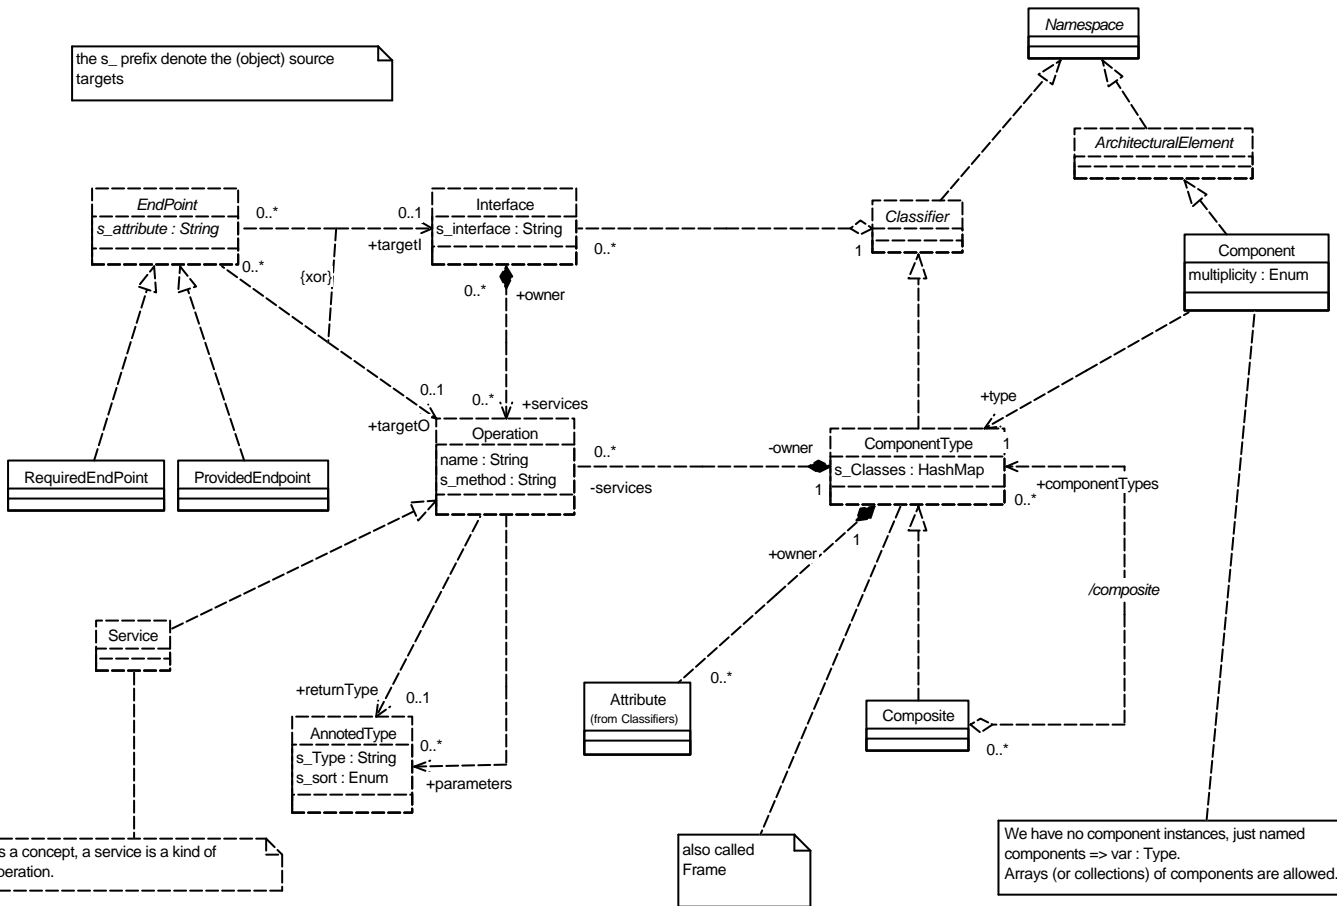 Namespace
the s_ prefix denote the (object) source
targets
ArchitecturalElement
EndPoint
s_attribute : String
0..*
0..1
+targetI
Interface
s_interface : String
0..*
1
Classifier
Component
multiplicity : Enum
0..*
{xor}
0..*
+owner
0..1
+targetO
0..*
+services
+type
1
RequiredEndPoint
ProvidedEndpoint
Operation
name : String
s_method : String
0..*
-services
-owner
1
ComponentType
s_Classes : HashMap
+componentTypes
0..*
+owner
1
/composite
Service
+returnType
0..1
0..*
Attribute
(from Classifiers)
Composite
0..*
AnnotedType
s_Type : String
s_sort : Enum
0..*
+parameters
s a concept, a service is a kind of
peration.
also called
Frame
We have no component instances, just named
components => var : Type.
Arrays (or collections) of components are allowed.